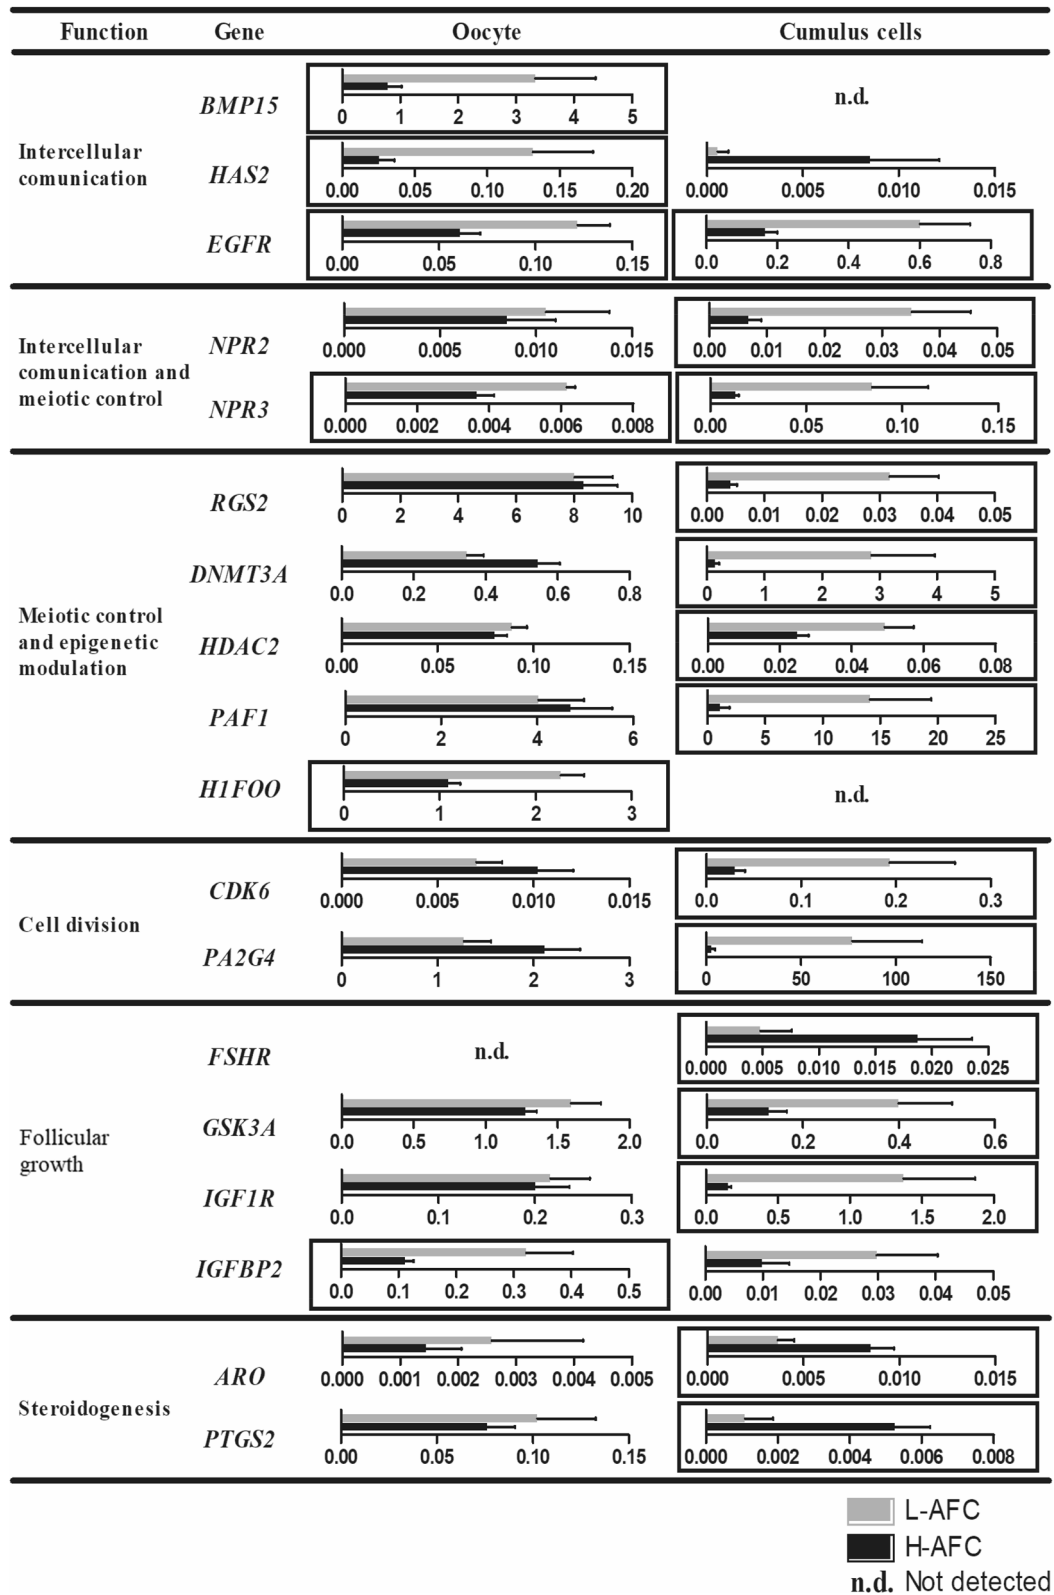 Function Gene Oocyte Cumulus cells
BMP15
0 1 2 3 4 5
n.d.
Intercellular
comunication
HAS2
0.00 0.05 0.10 0.15 0.20
0.000 0.005 0.010 0.015
EGFR
0.00 0.05 0.10 0.15
0.0 0.2 0.4 0.6 0.8
Intercellular
comunication and
meiotic control
NPR2
0.000 0.005 0.010 0.015
0.00 0.01 0.02 0.03 0.04 0.05
NPR3
0.000 0.002 0.004 0.006 0.008
0.00 0.05 0.10 0.15
Meiotic control
and epigenetic
modulation
RGS2
0 2 4 6 8 10
0.00 0.01 0.02 0.03 0.04 0.05
DNMT3A
0.0 0.2 0.4 0.6 0.8
0 1 2 3 4 5
HDAC2
0.00 0.05 0.10 0.15
0.00 0.02 0.04 0.06 0.08
PAF1
0 2 4 6
0 5 10 15 20 25
H1FOO
0 1 2 3
n.d.
Cell division
CDK6
0.000 0.005 0.010 0.015
0.0 0.1 0.2 0.3
PA2G4
0 1 2 3
0 50 100 150
Follicular
growth
FSHR
n.d.
0.000 0.005 0.010 0.015 0.020 0.025
GSK3A
0.0 0.5 1.0 1.5 2.0
0.0 0.2 0.4 0.6
IGF1R
0.0 0.1 0.2 0.3
0.0 0.5 1.0 1.5 2.0
IGFBP2
0.0 0.1 0.2 0.3 0.4 0.5
0.00 0.01 0.02 0.03 0.04 0.05
Steroidogenesis
ARO
0.000 0.001 0.002 0.003 0.004 0.005
0.000 0.005 0.010 0.015
PTGS2
0.00 0.05 0.10 0.15
0.000 0.002 0.004 0.006 0.008
L-AFC
H-AFC
n.d. Not detected